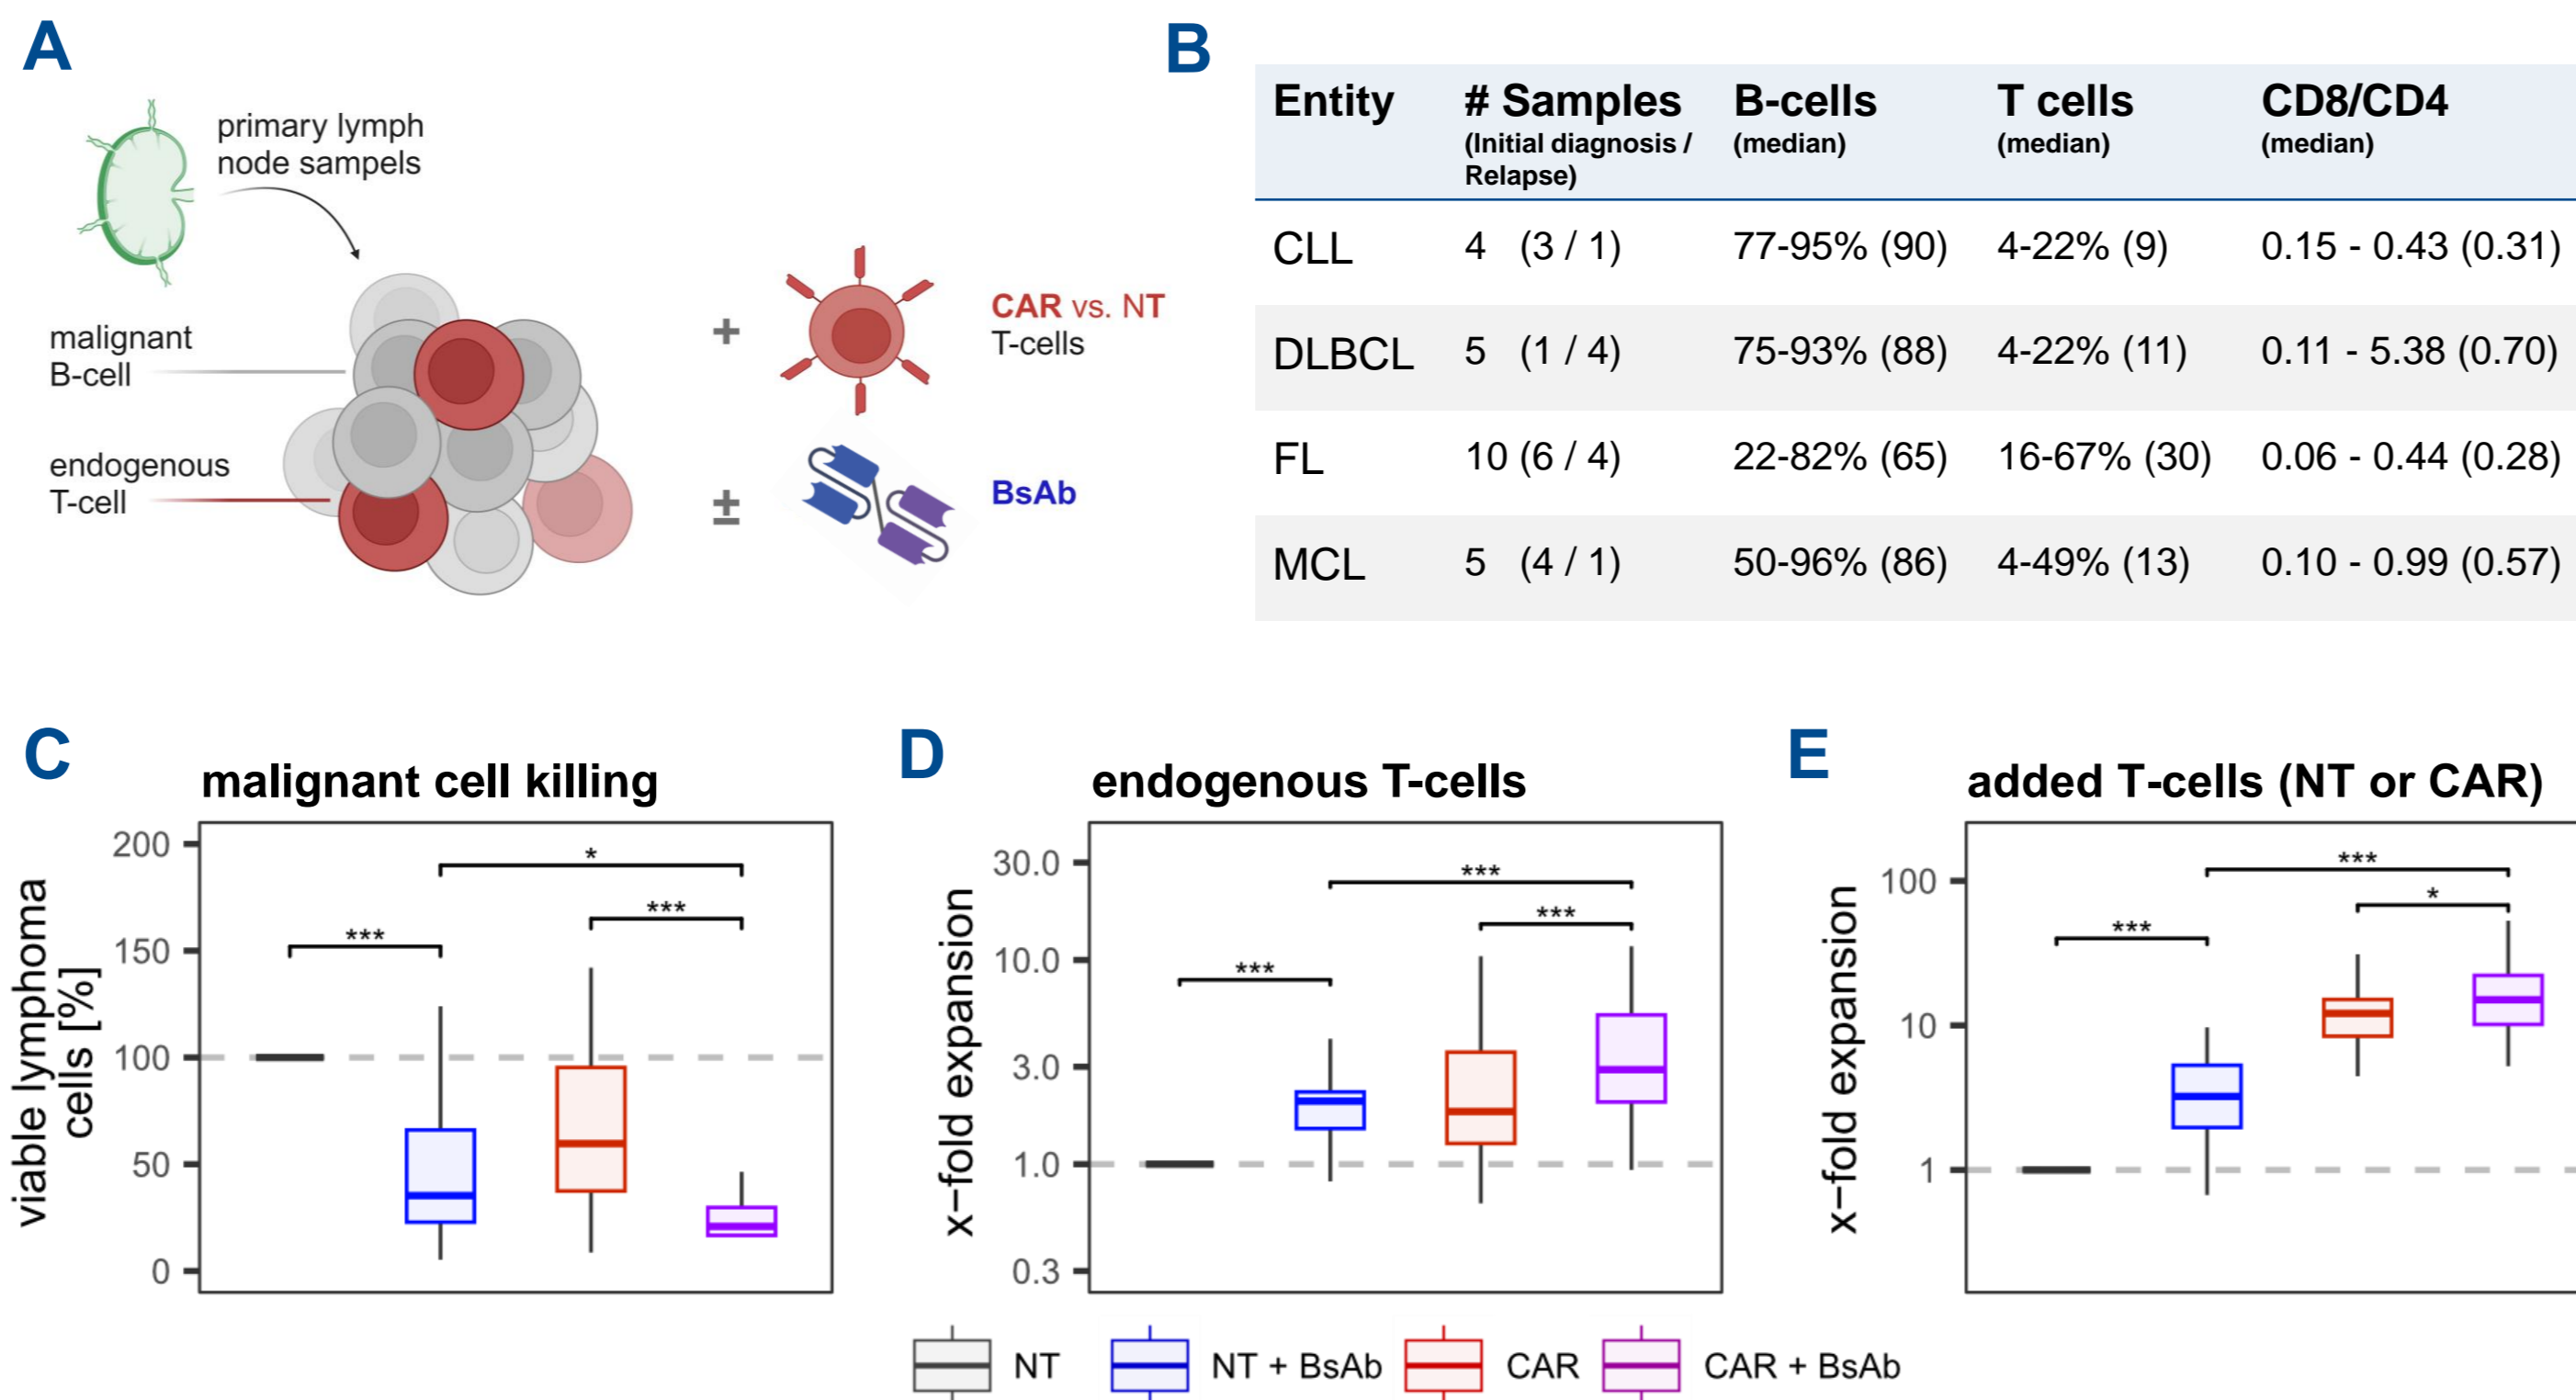 A
primary lymph
node sampels
malignant
B-cell
endogenous
T-cell
+
CAR vs. NT
T-cells
±
BsAb
B
Entity # Samples B-cells T cells CD8/CD4
(Initial diagnosis / (median) (median) (median)
Relapse)
CLL 4 (3 / 1) 77-95% (90) 4-22% (9) 0.15 - 0.43 (0.31)
DLBCL 5 (1 / 4) 75-93% (88) 4-22% (11) 0.11 - 5.38 (0.70)
FL 10 (6 / 4) 22-82% (65) 16-67% (30) 0.06 - 0.44 (0.28)
MCL 5 (4 / 1) 50-96% (86) 4-49% (13) 0.10 - 0.99 (0.57)
C
malignant cell killing
viable lymphoma
cells [%]
200
150
100
50
0
*
***
***
D
endogenous T-cells
x–fold expansion
30.0
10.0
3.0
1.0
0.3
***
***
***
E
added T-cells (NT or CAR)
x–fold expansion
100
10
1
***
*
***
NT NT + BsAb CAR CAR + BsAb